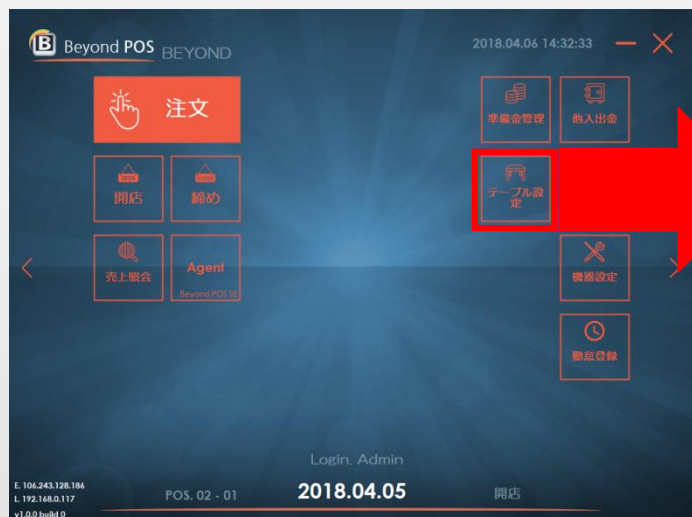 B Beyond POS BEYOND
2018.04.06 14:32:33
注文
準備金管理
他入出金
開店
締め
テーブル設
定
売上照会
Agent
Beyond POS SE
機器設定
勤怠登録
Login, Admin
E. 106.243.128.186
L. 192.168.0.117
v1.0.0 build 0
POS. 02 - 01
2018.04.05
開店